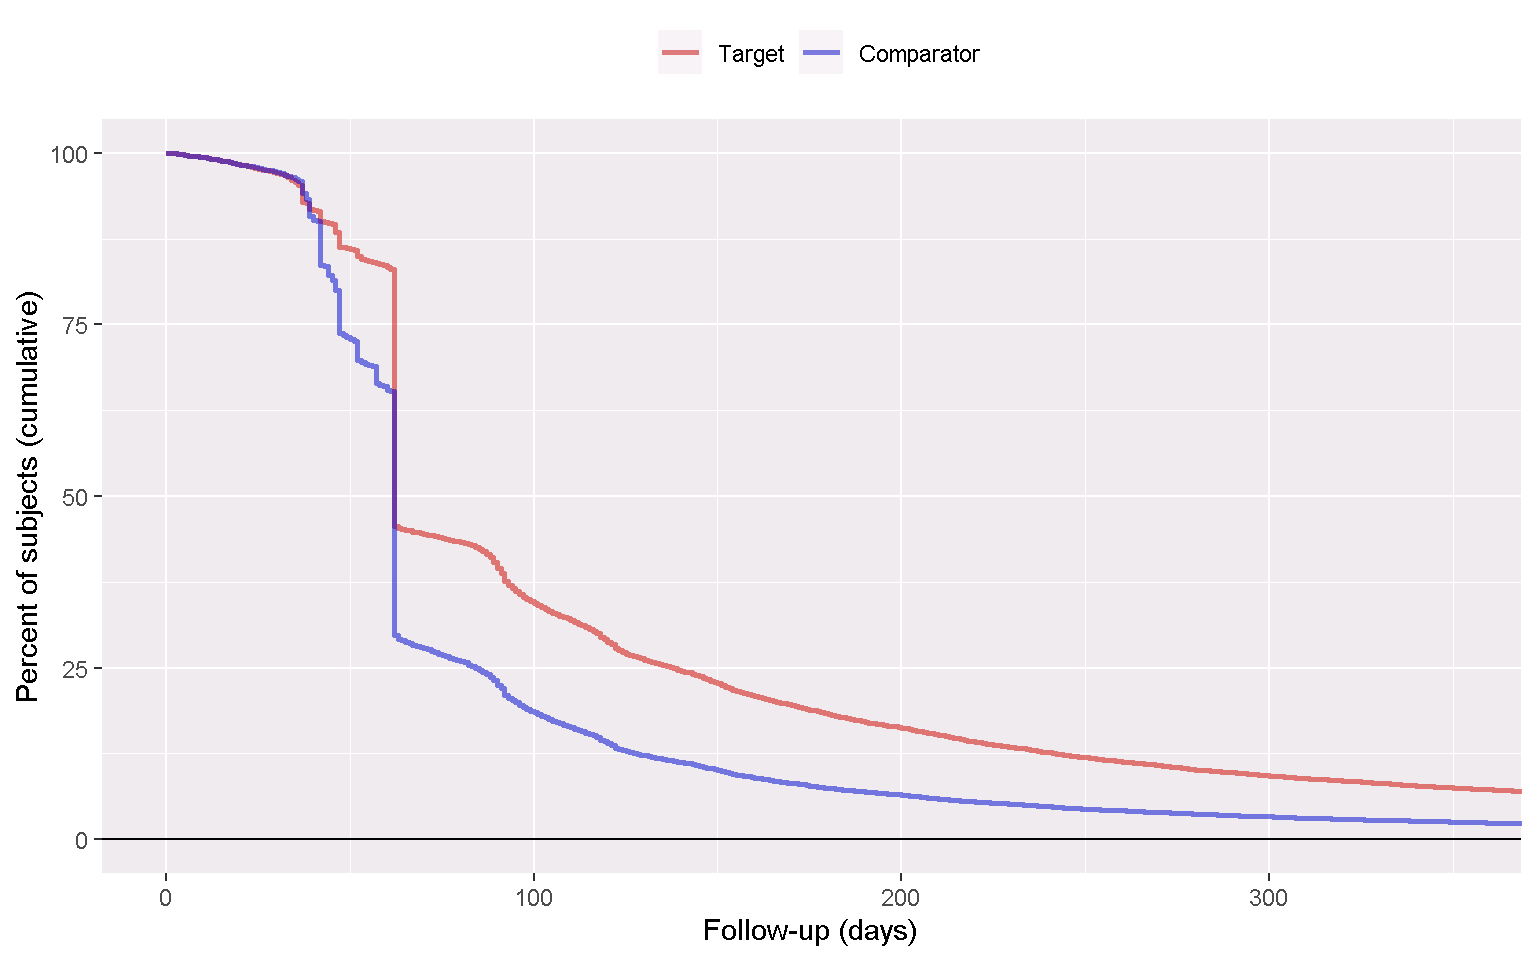 Target Comparator
100
75
50
25
0
Percent of subjects (cumulative)
0 100 200 300
Follow-up (days)